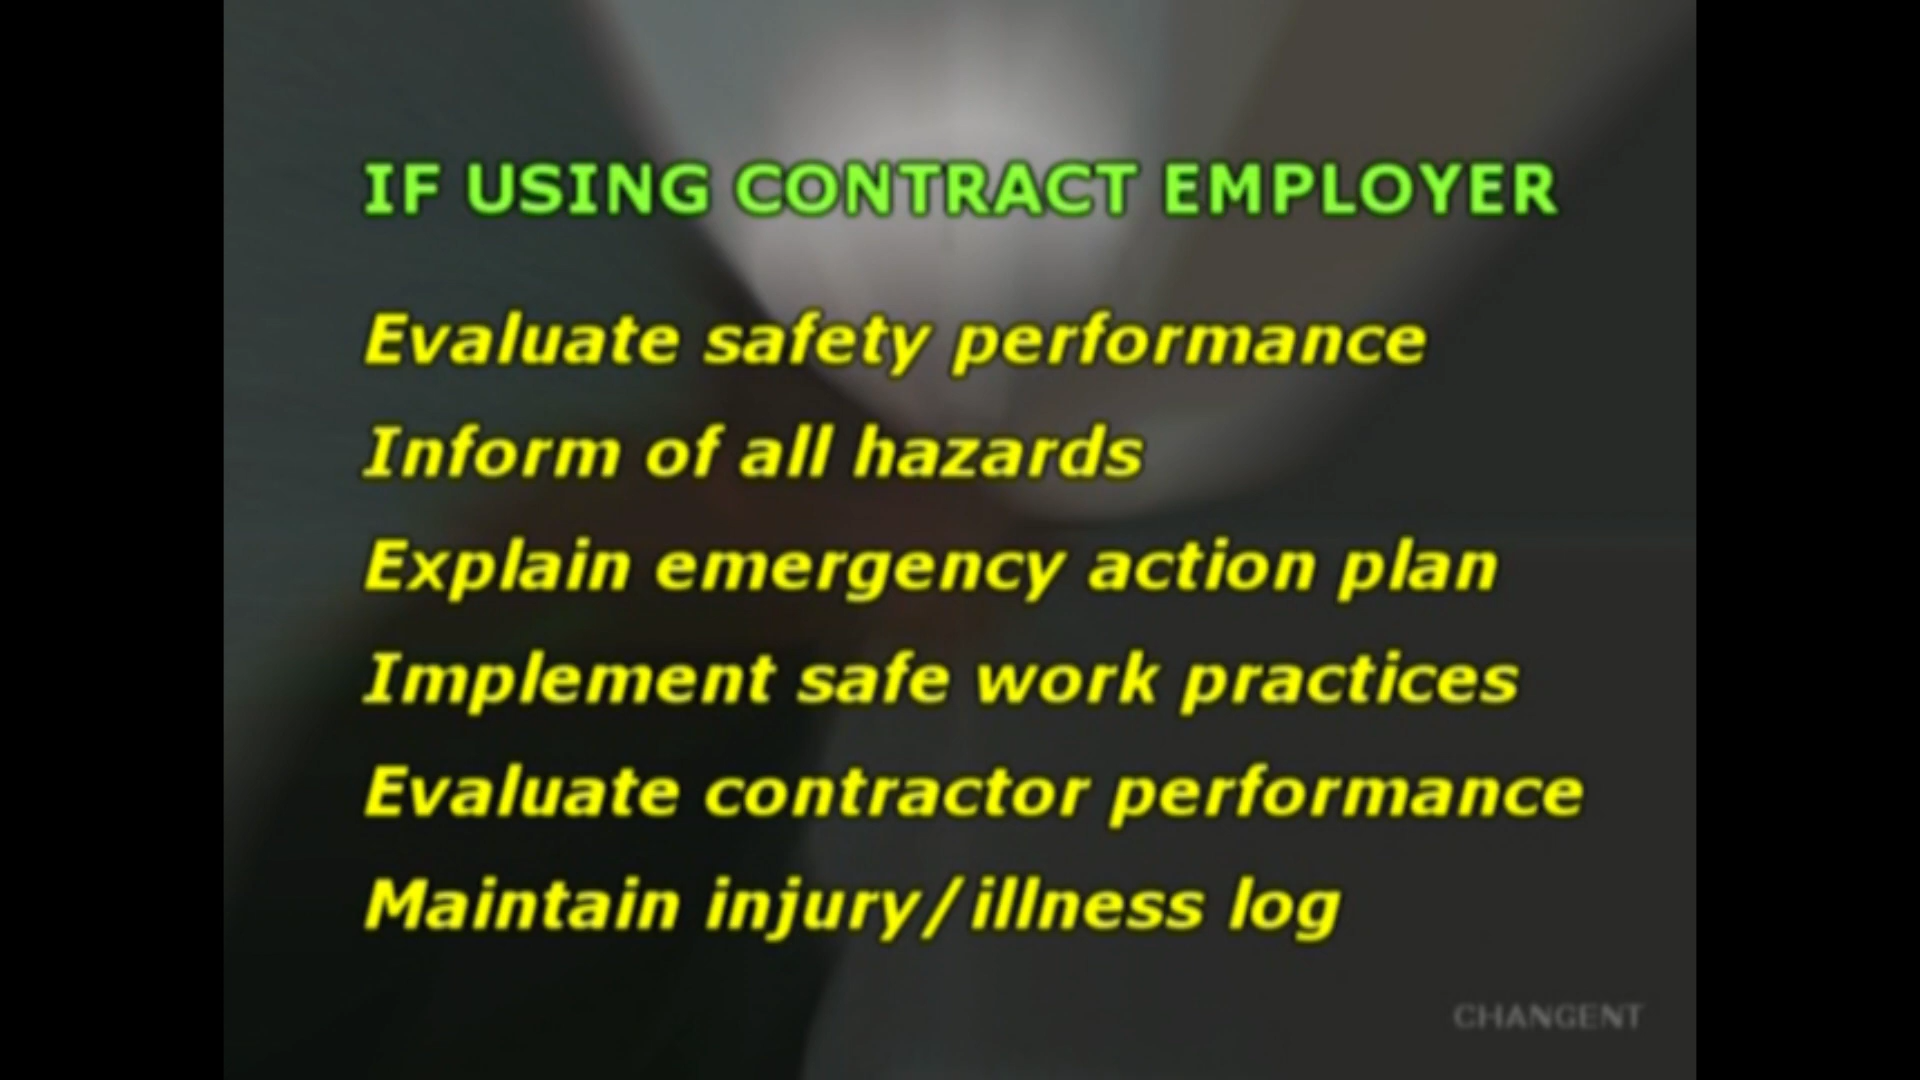 IF USING CONTRACT EMPLOYER
Evaluate safety performance
Inform of all hazards
Explain emergency action plan
Implement safe work practices
Evaluate contractor performance
Maintain injury/illness log
CHANGENT